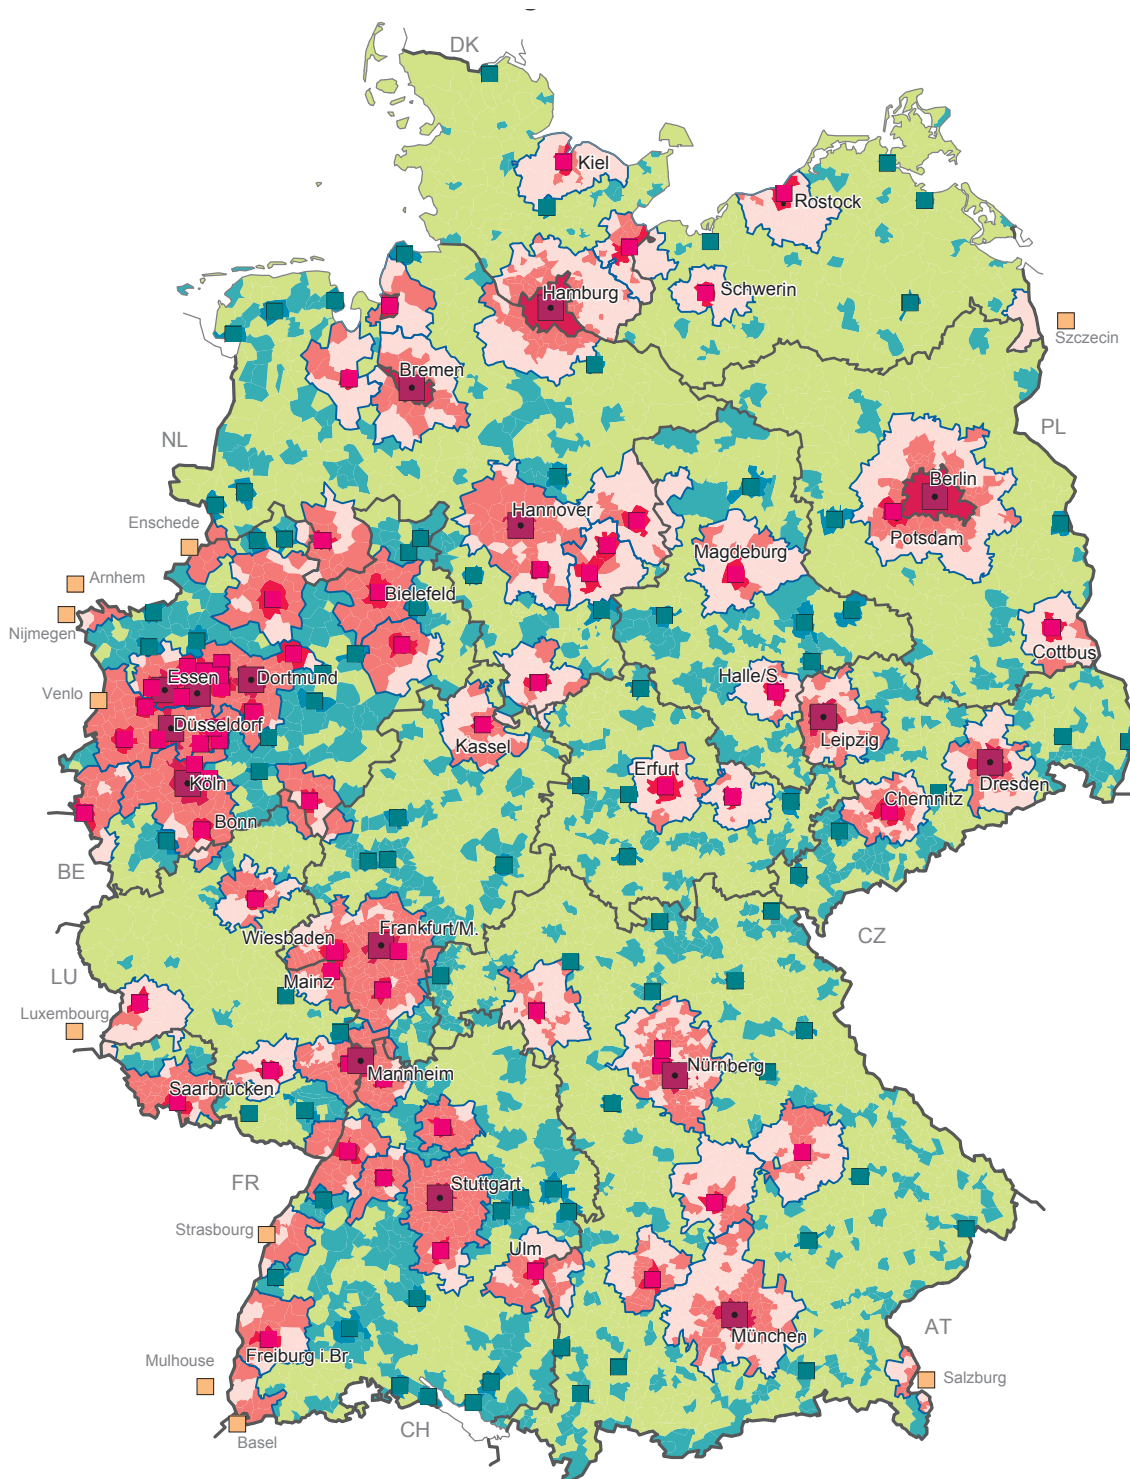 DK
Kiel
Rostock
Hamburg
Schwerin
Szczecin
Bremen
NL
PL
Berlin
Hannover
Enschede
Potsdam
Magdeburg
Arnhem
Bielefeld
Nijmegen
Cottbus
Essen
Dortmund
Halle/S.
Venlo
Düsseldorf
Leipzig
Kassel
Erfurt
Köln
Dresden
Chemnitz
Bonn
BE
Frankfurt/M.
Wiesbaden
CZ
LU
Mainz
Luxembourg
Nürnberg
Mannheim
Saarbrücken
FR
Stuttgart
Strasbourg
Ulm
AT
München
Freiburg i.Br.
Mulhouse
Salzburg
CH
Basel